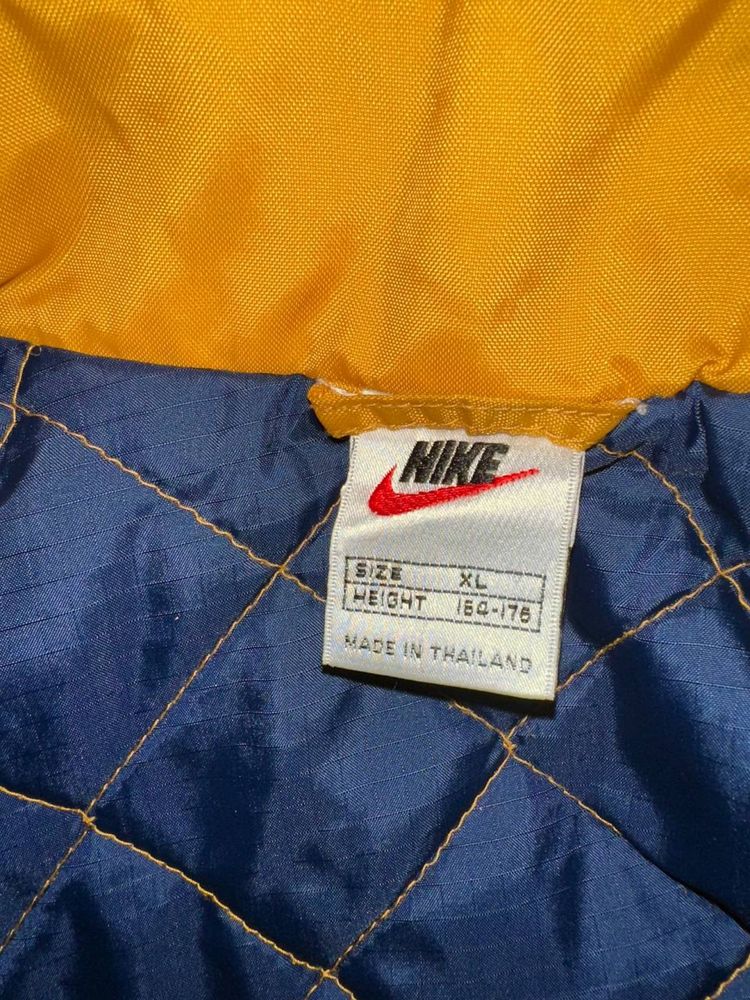 NIKE
SIZE XL
HEIGHT 164-176
MADE IN THAILAND